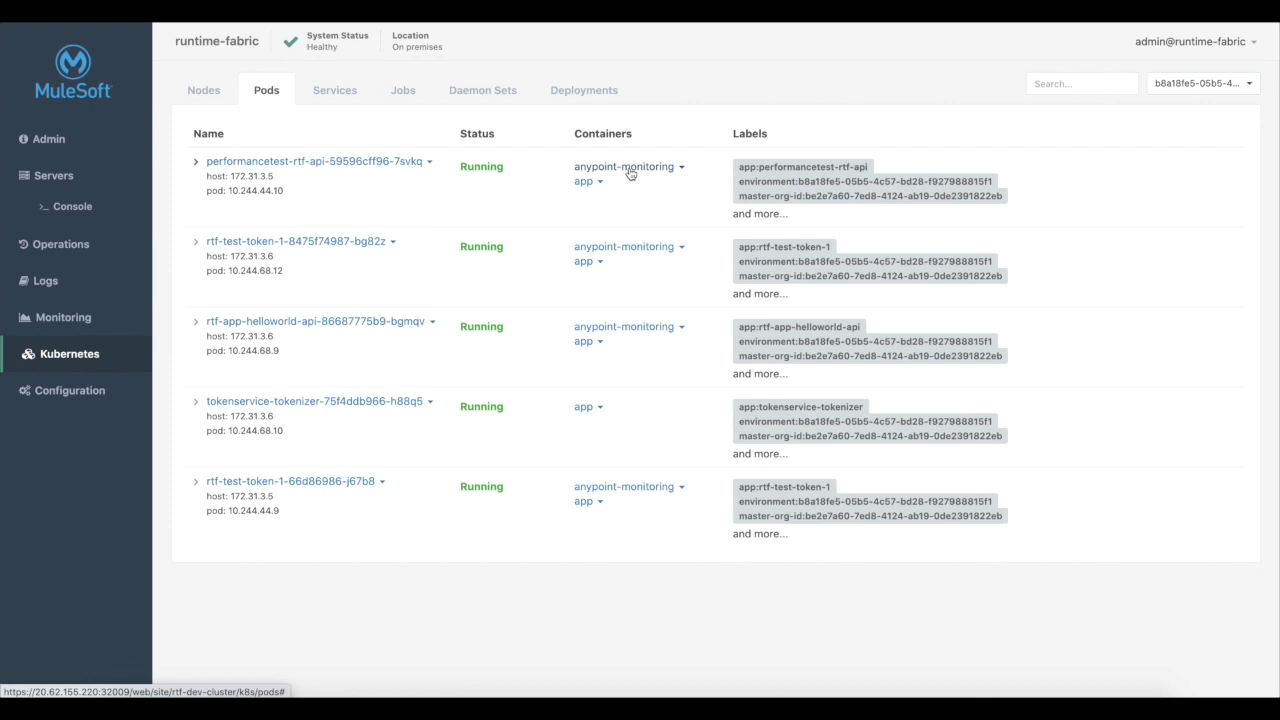 MuleSoft
runtime-fabric
System Status
Healthy
Location
On premises
admin@runtime-fabric
Admin
Servers
>_ Console
Operations
Logs
Monitoring
Kubernetes
Configuration
Nodes
Pods
Services
Jobs
Daemon Sets
Deployments
Search...
b8a18fe5-05b5-4...
Name
Status
Containers
Labels
performancetest-rtf-api-59596cff96-7svkq
host: 172.31.3.5
pod: 10.244.44.10
Running
anypoint-monitoring
app
app:performancetest-rtf-api
environment:b8a18fe5-05b5-4c57-bd28-f927988815f1
master-org-id:be2e7a60-7ed8-4124-ab19-0de2391822eb
and more...
rtf-test-token-1-8475f74987-bg82z
host: 172.31.3.6
pod: 10.244.68.12
Running
anypoint-monitoring
app
app:rtf-test-token-1
environment:b8a18fe5-05b5-4c57-bd28-f927988815f1
master-org-id:be2e7a60-7ed8-4124-ab19-0de2391822eb
and more...
rtf-app-helloworld-api-86687775b9-bgmqv
host: 172.31.3.6
pod: 10.244.68.9
Running
anypoint-monitoring
app
app:rtf-app-helloworld-api
environment:b8a18fe5-05b5-4c57-bd28-f927988815f1
master-org-id:be2e7a60-7ed8-4124-ab19-0de2391822eb
and more...
tokenservice-tokenizer-75f4ddb966-h88q5
host: 172.31.3.6
pod: 10.244.68.10
Running
app
app:tokenservice-tokenizer
environment:b8a18fe5-05b5-4c57-bd28-f927988815f1
master-org-id:be2e7a60-7ed8-4124-ab19-0de2391822eb
and more...
rtf-test-token-1-66d86986-j67b8
host: 172.31.3.5
pod: 10.244.44.9
Running
anypoint-monitoring
app
app:rtf-test-token-1
environment:b8a18fe5-05b5-4c57-bd28-f927988815f1
master-org-id:be2e7a60-7ed8-4124-ab19-0de2391822eb
and more...
https://20.62.155.220:32009/web/site/rtf-dev-cluster/k8s/pods#